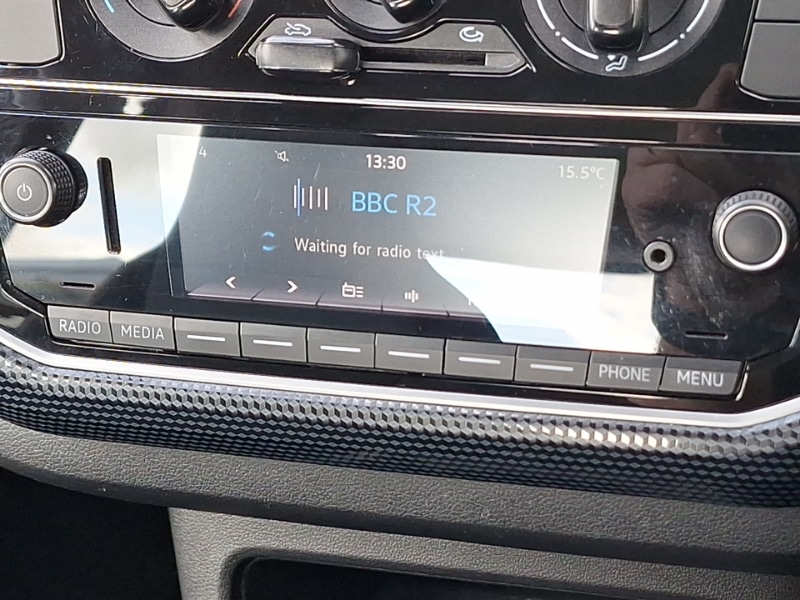 4 13:30 15.5°C
BBC R2
Waiting for radio text
RADIO MEDIA PHONE MENU